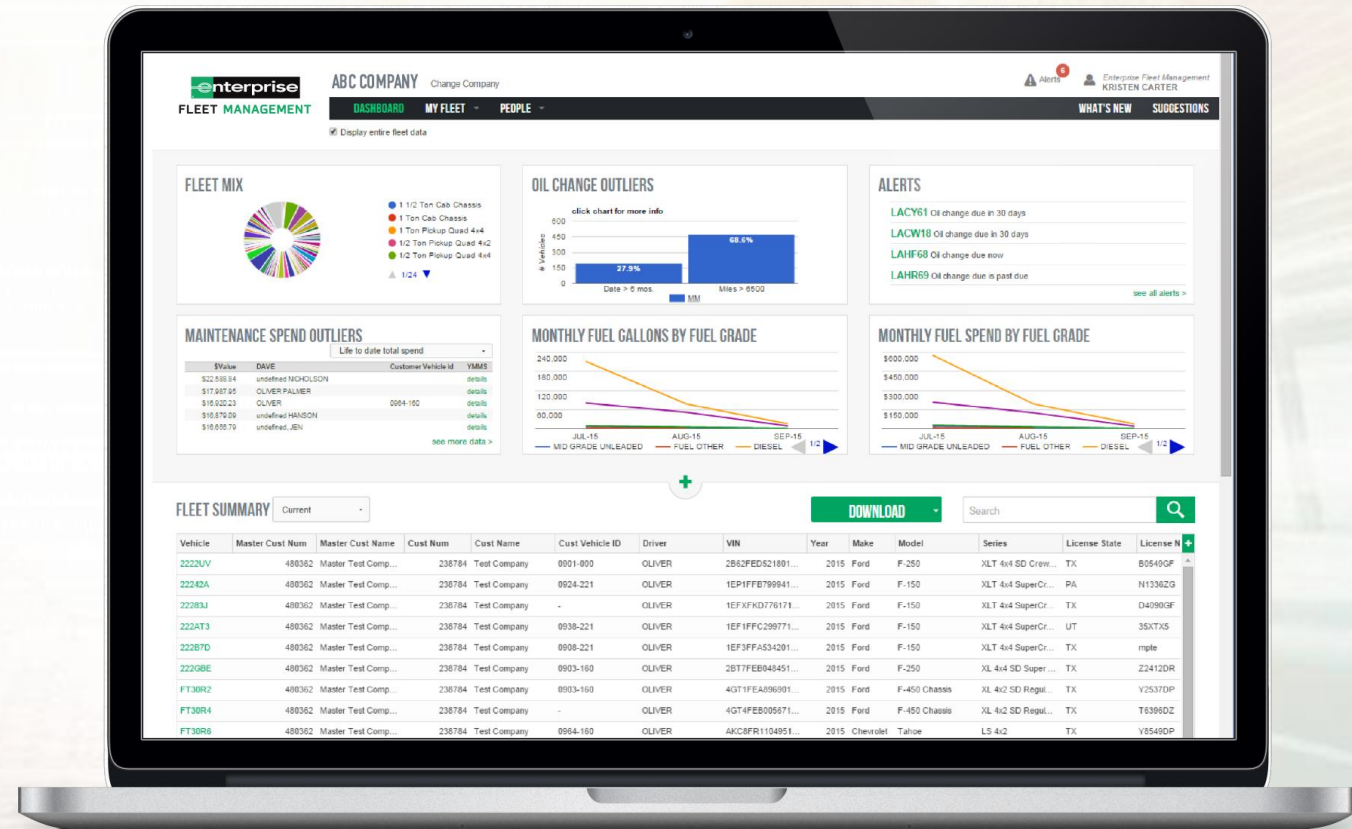 enterprise
FLEET MANAGEMENT
ABC COMPANY Change Company
Alerts 6
Enterprise Fleet Management
KRISTEN CARTER
DASHBOARD MY FLEET PEOPLE WHAT'S NEW SUGGESTIONS
Display entire fleet data
FLEET MIX
1 1/2 Ton Cab Chassis
1 Ton Cab Chassis
1 Ton Pickup Quad 4x4
1/2 Ton Pickup Quad 4x2
1/2 Ton Pickup Quad 4x4
1/24
OIL CHANGE OUTLIERS
click chart for more info
# Vehicles
600
450
300
150
0
27.9%
68.6%
Date > 6 mos. Miles > 6500
MM
ALERTS
LACY61 Oil change due in 30 days
LACW18 Oil change due in 30 days
LAHF68 Oil change due now
LAHR69 Oil change due is past due
see all alerts >
MAINTENANCE SPEND OUTLIERS
Life to date total spend
$Value DAVE Customer Vehicle Id YMMS
undefined NICHOLSON details
$17,967.95 OLIVER PALMER details
$16,920.23 OLIVER 0964-160 details
$16,879.09 undefined HANSON details
undefined, JEN details
see more data >
MONTHLY FUEL GALLONS BY FUEL GRADE
240,000
180,000
120,000
60,000
JUL-15 AUG-15 SEP-15
MID GRADE UNLEADED FUEL OTHER DIESEL 1/2
MONTHLY FUEL SPEND BY FUEL GRADE
$600,000
$450,000
$300,000
$150,000
JUL-15 AUG-15 SEP-15
MID GRADE UNLEADED FUEL OTHER DIESEL 1/2
+
FLEET SUMMARY Current DOWNLOAD Search
Vehicle Master Cust Num Master Cust Name Cust Num Cust Name Cust Vehicle ID Driver VIN Year Make Model Series License State License N +
2222UV 480362 Master Test Comp... 238784 Test Company 0901-000 OLIVER 2B62FED521801... 2015 Ford F-250 XLT 4x4 SD Crew... TX B0549GF
22242A 480362 Master Test Comp... 238784 Test Company 0924-221 OLIVER 1EP1FFB799941... 2015 Ford F-150 XLT 4x4 SuperCr... PA N1336ZG
22283J 480362 Master Test Comp... 238784 Test Company - OLIVER 1EFXFKD776171... 2015 Ford F-150 XLT 4x4 SuperCr... TX D4090GF
222AT3 480362 Master Test Comp... 238784 Test Company 0938-221 OLIVER 1EF1FFC299771... 2015 Ford F-150 XLT 4x4 SuperCr... UT 35XTX5
222B7D 480362 Master Test Comp... 238784 Test Company 0908-221 OLIVER 1EF3FFA534201... 2015 Ford F-150 XLT 4x4 SuperCr... TX mpte
222GBE 480362 Master Test Comp... 238784 Test Company 0903-160 OLIVER 2BT7FEB048451... 2015 Ford F-250 XL 4x4 SD Super ... TX Z2412DR
FT30R2 480362 Master Test Comp... 238784 Test Company 0903-160 OLIVER 4GT1FEA896901... 2015 Ford F-450 Chassis XL 4x2 SD Regul... TX Y2537DP
FT30R4 480362 Master Test Comp... 238784 Test Company - OLIVER 4GT4FEB005671... 2015 Ford F-450 Chassis XL 4x2 SD Regul... TX T6396DZ
FT30R6 480362 Master Test Comp... 238784 Test Company 0964-160 OLIVER AKC8FR1104951... 2015 Chevrolet Tahoe LS 4x2 TX Y8549DP